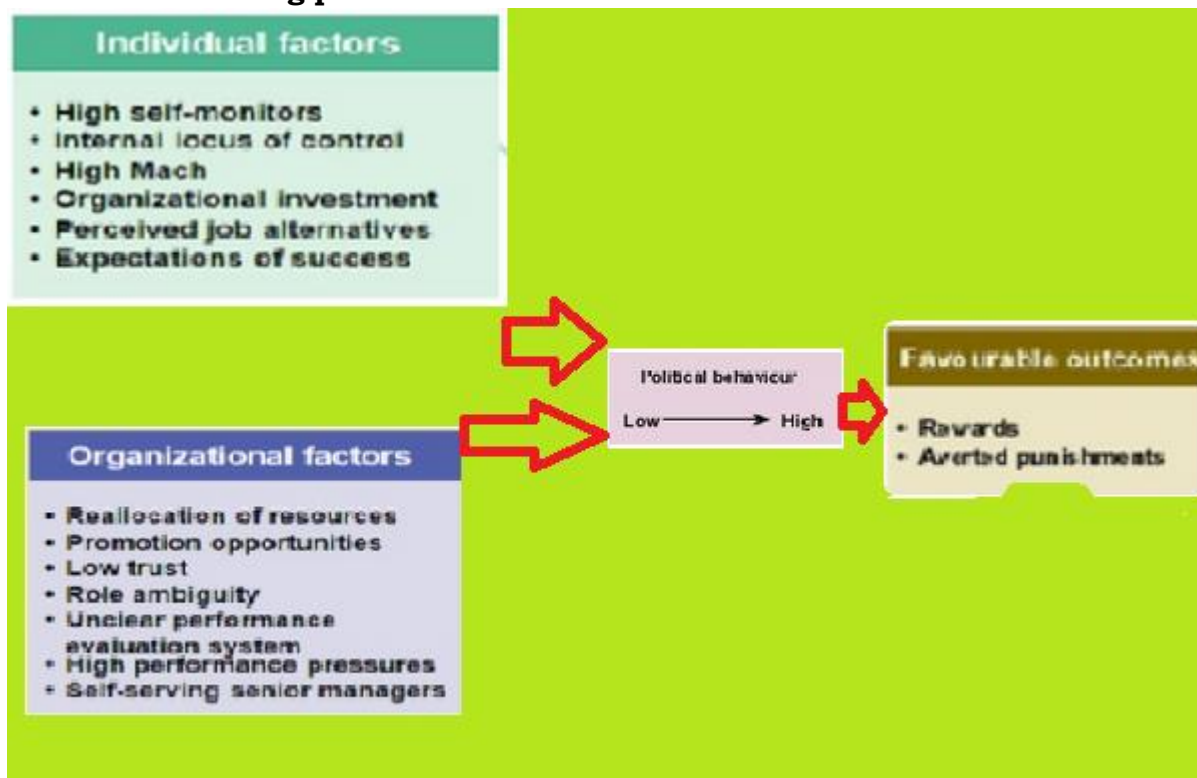 Individual factors
• High self-monitors
• Internal locus of control
• High Mach
• Organizational investment
• Perceived job alternatives
• Expectations of success
Political behaviour
Low High
Favourable outcomes
• Rewards
• Averted punishments
Organizational factors
• Reallocation of resources
• Promotion opportunities
• Low trust
• Role ambiguity
• Unclear performance
evaluation system
• High performance pressures
• Self-serving senior managers